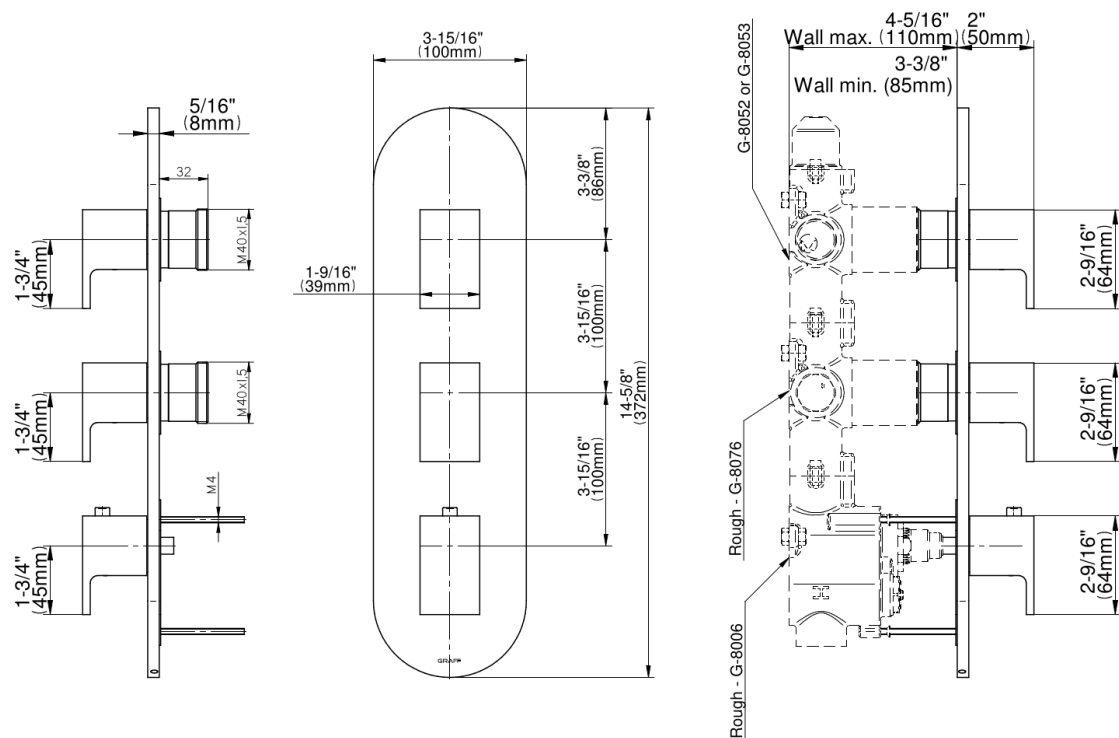 5/16"
(8mm)
32
M40x1,5
1-3/4"
(45mm)
M40x1,5
1-3/4"
(45mm)
M4
1-3/4"
(45mm)
3-15/16"
(100mm)
3-3/8"
(86mm)
1-9/16"
(39mm)
3-15/16"
(100mm)
14-5/8"
(372mm)
3-15/16"
(100mm)
GRAFF
4-5/16" 2"
Wall max. (110mm) (50mm)
3-3/8"
Wall min. (85mm)
G-8052 or G-8053
2-9/16"
(64mm)
2-9/16"
(64mm)
Rough - G-8076
2-9/16"
(64mm)
Rough - G-8006